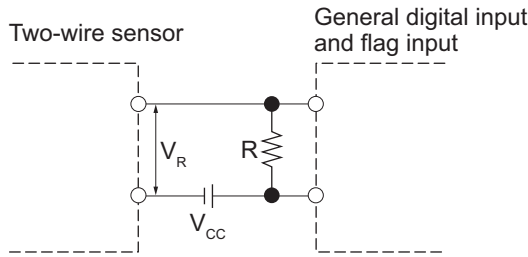 Two-wire sensor
General digital input
and flag input
V_R
R
V_CC